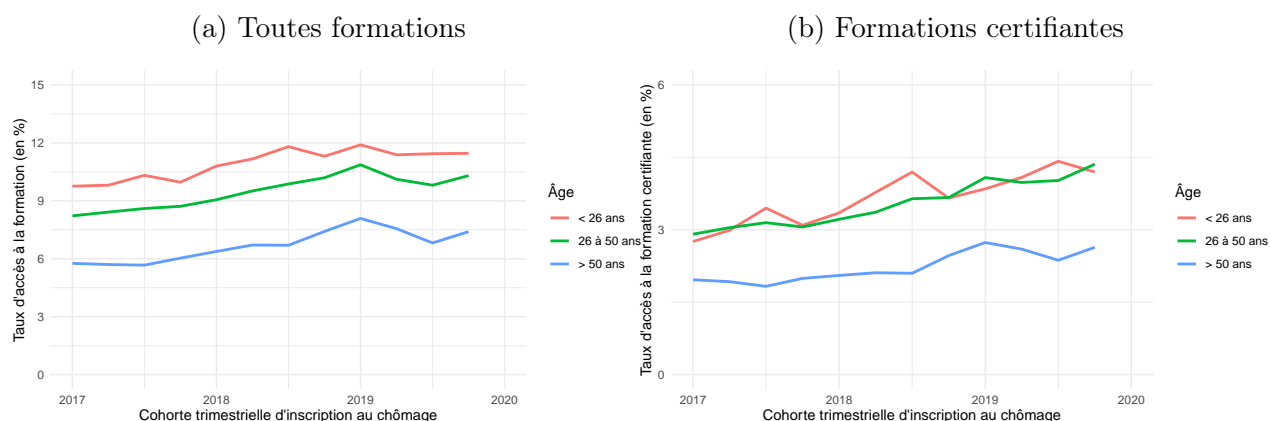 (a) Toutes formations
Taux d'accès à la formation (en %)
15
12
9
6
3
0
2017 2018 2019 2020
Cohorte trimestrielle d'inscription au chômage
Âge
< 26 ans
26 à 50 ans
> 50 ans
(b) Formations certifiantes
Taux d'accès à la formation certifiante (en %)
6
3
0
2017 2018 2019 2020
Cohorte trimestrielle d'inscription au chômage
Âge
< 26 ans
26 à 50 ans
> 50 ans